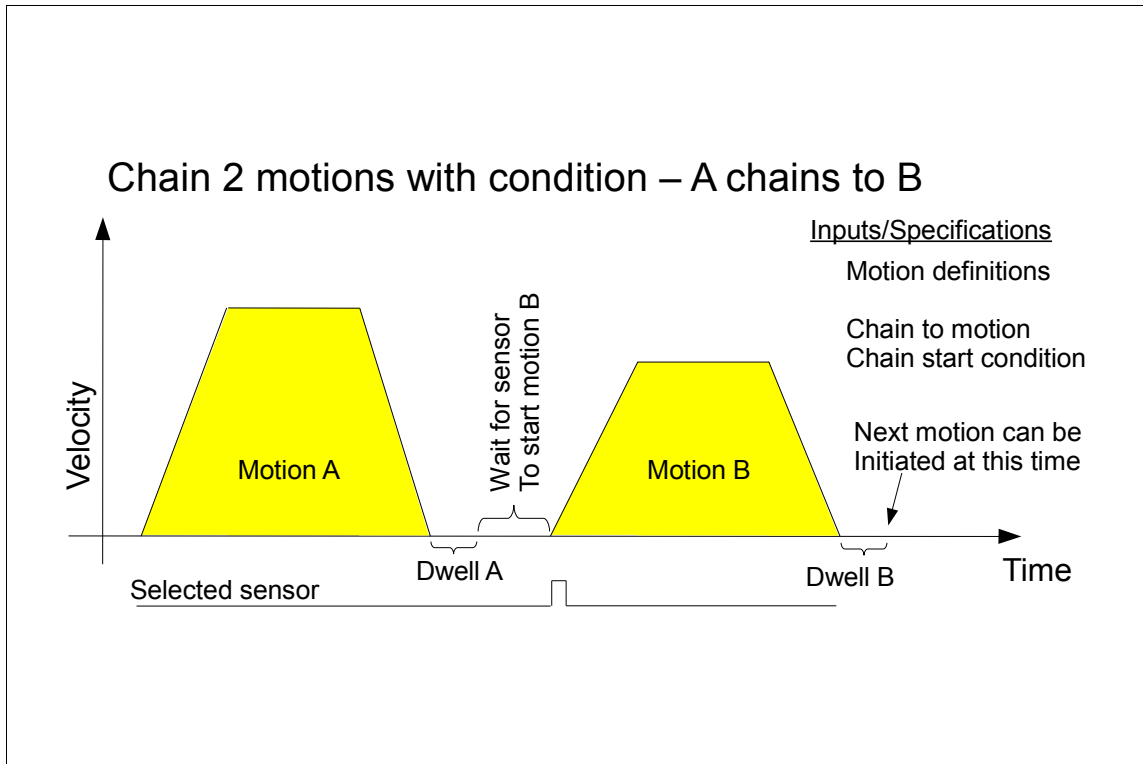 Chain 2 motions with condition – A chains to B
Inputs/Specifications
Motion definitions
Chain to motion
Chain start condition
Next motion can be
Initiated at this time
Velocity
Motion A
Wait for sensor
To start motion B
Motion B
Dwell A
Dwell B
Time
Selected sensor